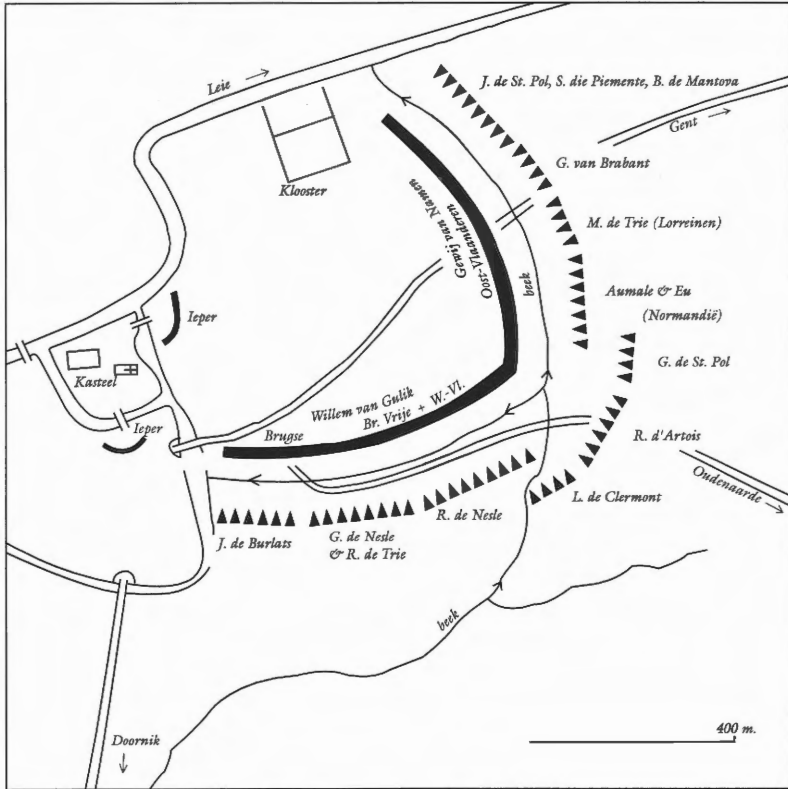 Leie →
J. de St. Pol, S. die Piemente, B. de Mantova
Gent →
G. van Brabant
Klooster
Gewij van Namen
Oost-Vlaanderen
M. de Trie (Lorreinen)
beek
Aumale & Eu
(Normandië)
Ieper
G. de St. Pol
Kasteel
Willem van Gulik
Br. Vrije + W.-Vl.
Brugse
Ieper
R. d'Artois
Oudenaarde →
L. de Clermont
R. de Nesle
G. de Nesle
& R. de Trie
J. de Burlats
beek
400 m.
Doornik
↓